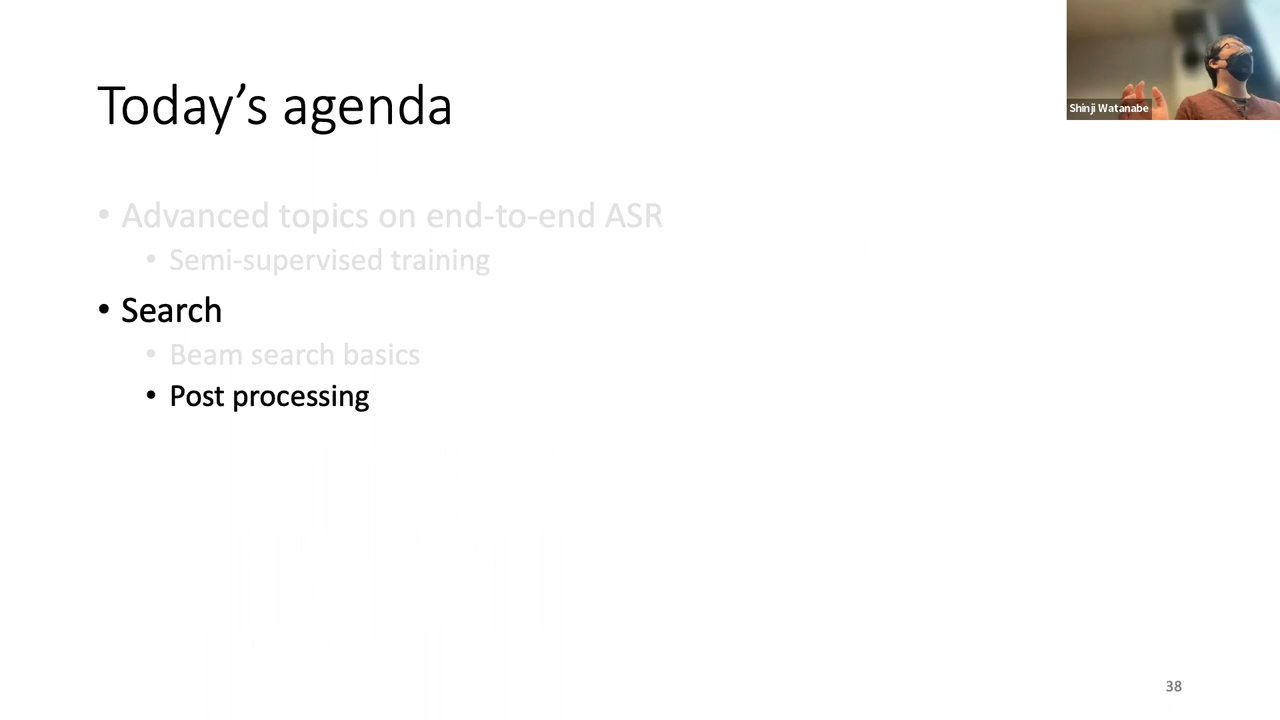 Shinji Watanabe
Today’s agenda
• Advanced topics on end-to-end ASR
• Semi-supervised training
• Search
• Beam search basics
• Post processing
38